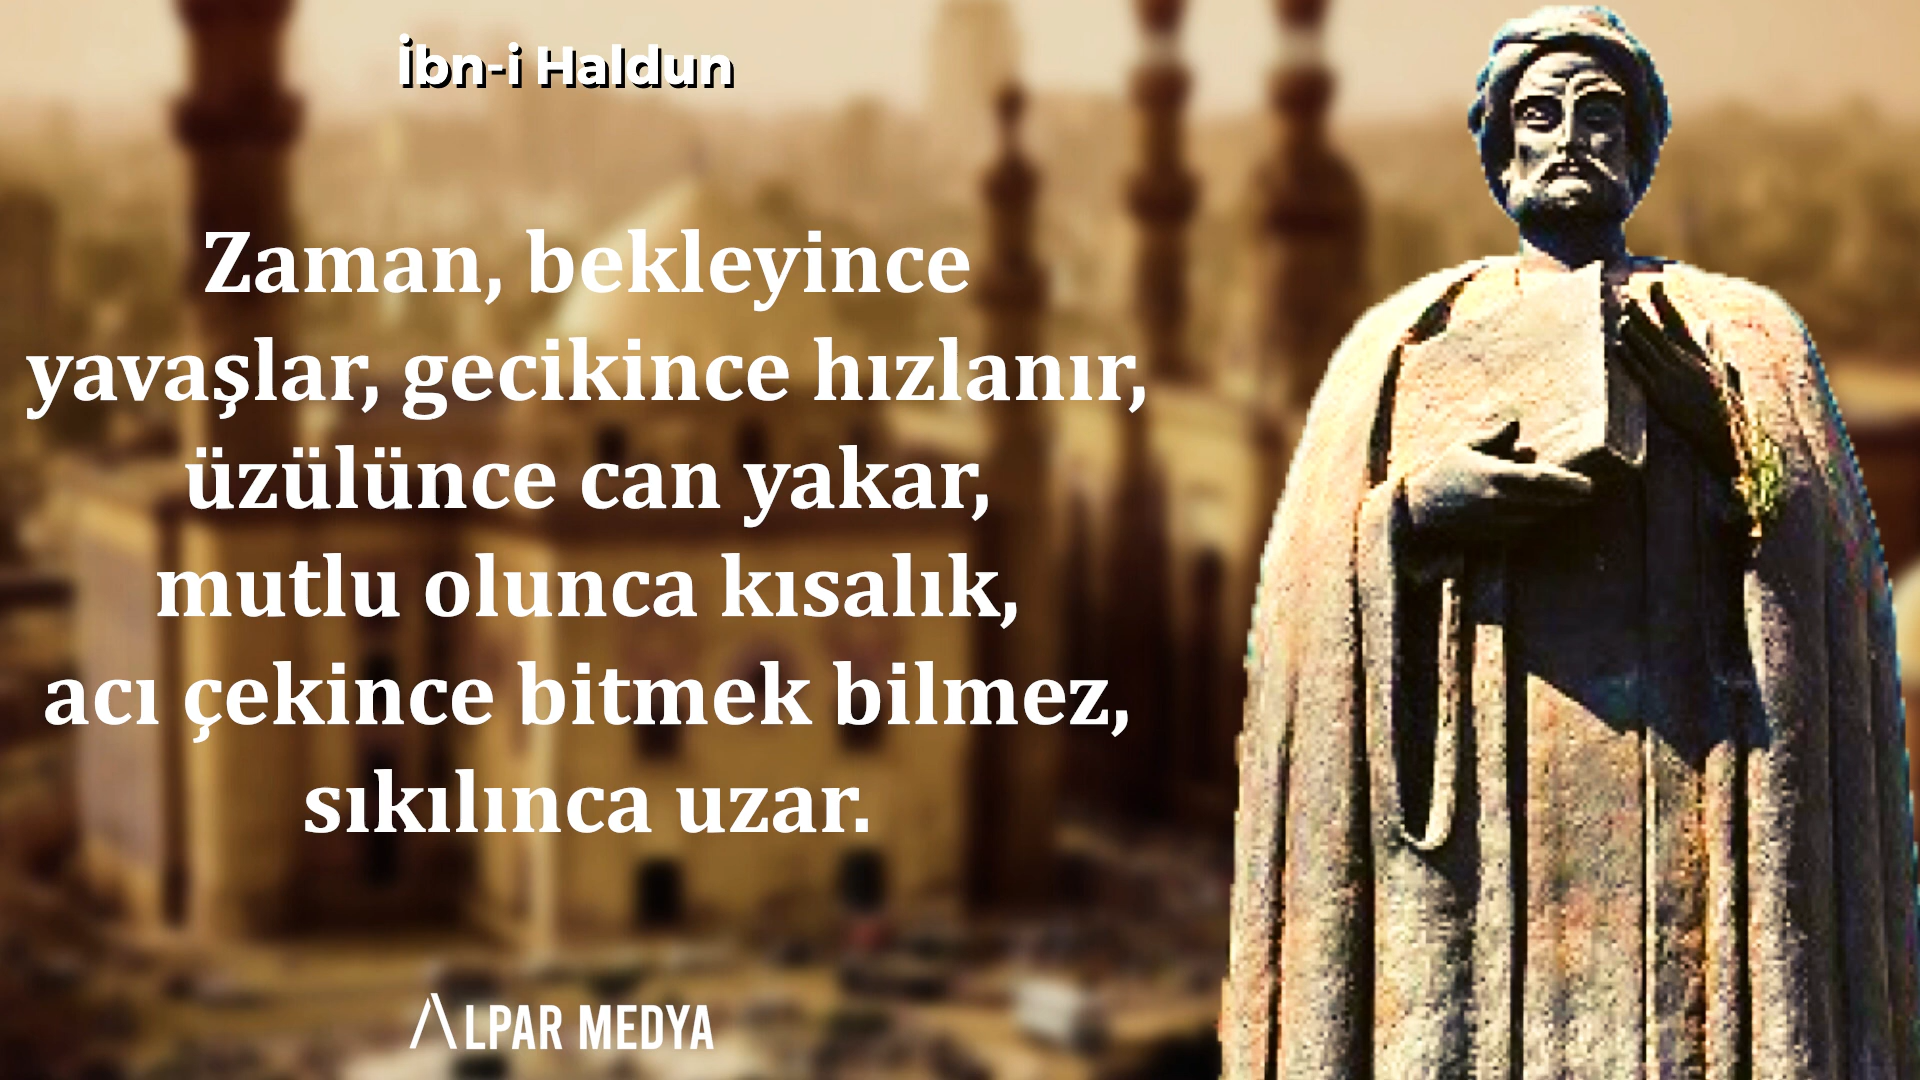 İbn-i Haldun
Zaman, bekleyince
yavaşlar, gecikince hızlanır,
üzülünce can yakar,
mutlu olunca kısalık,
acı çekince bitmek bilmez,
sıkılınca uzar.
ALPAR MEDYA